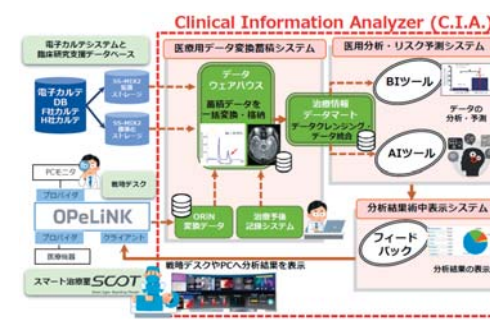 Clinical Information Analyzer (C.I.A.)
電子カルテシステムと
臨床研究支援データベース
電子カルテ
DB
F社カルテ
H社カルテ
SS-MIX2
拡張
ストレージ
SS-MIX2
標準化
ストレージ
医療用データ変換蓄積システム
データ
ウェアハウス
蓄積データを
一括変換・格納
治療情報
データマート
データクレンジング・
データ統合
ORiN
変換データ
治療予後
記録システム
医用分析・リスク予測システム
BIツール
データの
分析・予測
AIツール
分析結果術中表示システム
フィード
バック
分析結果の表示
PCモニタ
戦略デスク
プロバイダ
OPeLiNK
プロバイダ
クライアント
医療機器
スマート治療室SCOT
戦略デスクやPCへ分析結果を表示